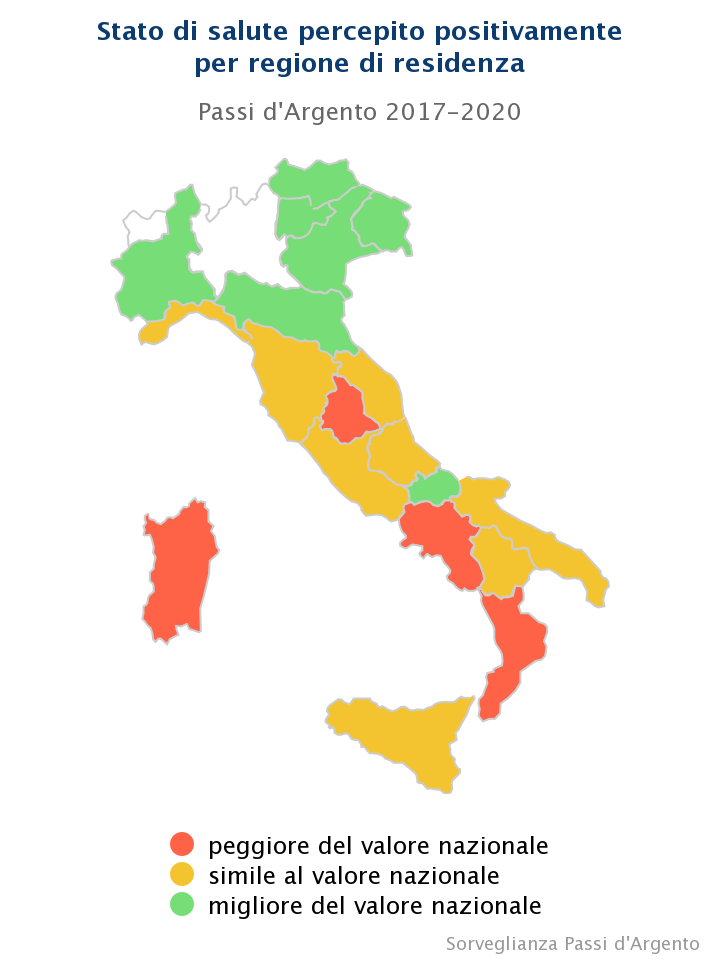 Stato di salute percepito positivamente
per regione di residenza
Passi d'Argento 2017-2020
peggiore del valore nazionale
simile al valore nazionale
migliore del valore nazionale
Sorveglianza Passi d'Argento